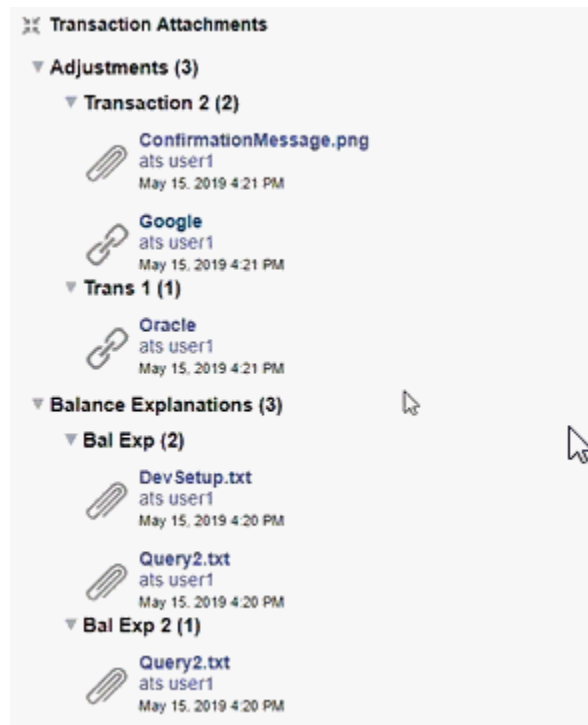 Transaction Attachments
Adjustments (3)
Transaction 2 (2)
ConfirmationMessage.png
ats user1
May 15, 2019 4:21 PM
Google
ats user1
May 15, 2019 4:21 PM
Trans 1 (1)
Oracle
ats user1
May 15, 2019 4:21 PM
Balance Explanations (3)
Bal Exp (2)
DevSetup.txt
ats user1
May 15, 2019 4:20 PM
Query2.txt
ats user1
May 15, 2019 4:20 PM
Bal Exp 2 (1)
Query2.txt
ats user1
May 15, 2019 4:20 PM